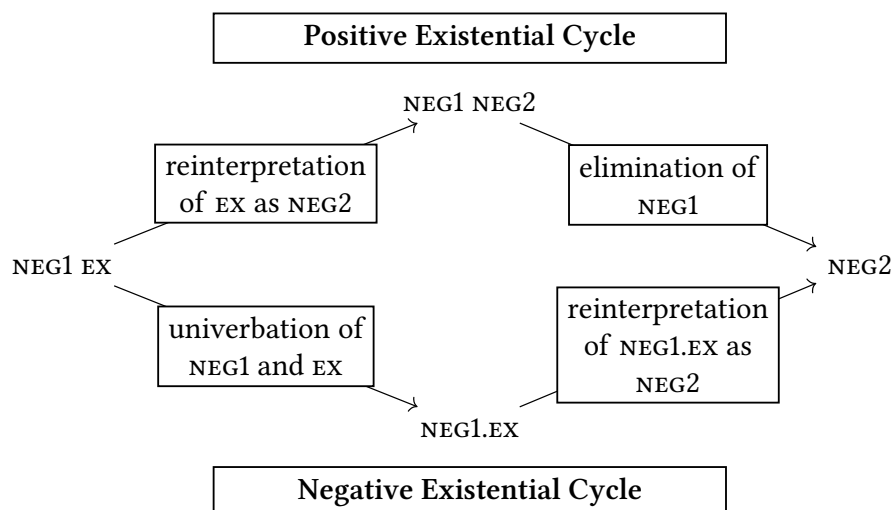 Positive Existential Cycle
NEG1 NEG2
reinterpretation
of EX as NEG2
elimination of
NEG1
NEG1 EX
NEG2
univerbation of
NEG1 and EX
reinterpretation
of NEG1.EX as
NEG2
NEG1.EX
Negative Existential Cycle